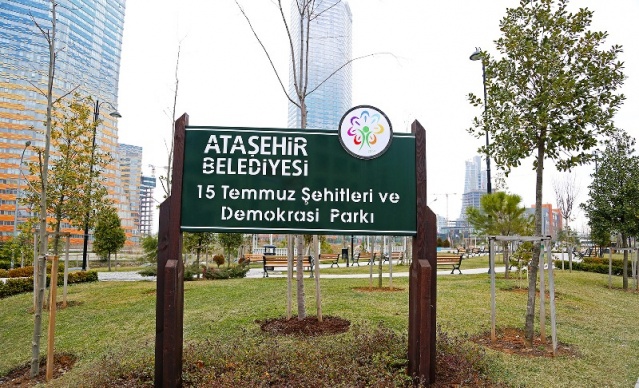 ATAŞEHİR
BELEDİYESİ
15 Temmuz Şehitleri ve
Demokrasi Parkı